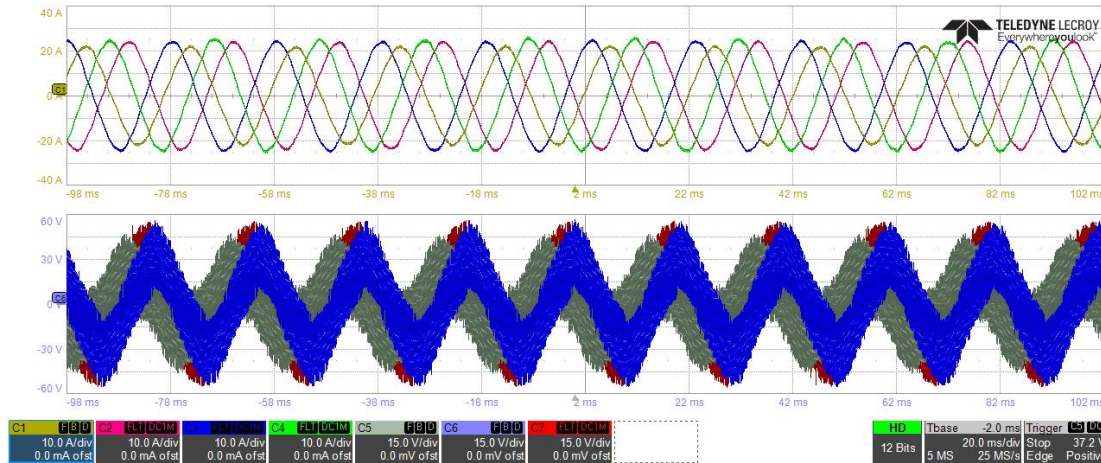 40 A
TELEDYNE LECROY
Everywhereyoulook™
20 A
C1
0 A
-20 A
-40 A
-98 ms -78 ms -58 ms -38 ms -18 ms 2 ms 22 ms 42 ms 62 ms 82 ms 102 ms
60 V
30 V
C6
0 V
-30 V
-60 V
-98 ms -78 ms -58 ms -38 ms -18 ms 2 ms 22 ms 42 ms 62 ms 82 ms 102 ms
C1 F B D C2 FLT DC1M C3 FLT DC1M C4 FLT DC1M C5 F B D C6 F B D C7 FLT DC1M HD Tbase -2.0 ms Trigger C5 DC
10.0 A/div 10.0 A/div 10.0 A/div 10.0 A/div 15.0 V/div 15.0 V/div 15.0 V/div 12 Bits 20.0 ms/div Stop 37.2 V
0.0 mA ofst 0.0 mA ofst 0.0 mA ofst 0.0 mA ofst 0.0 mV ofst 0.0 mV ofst 0.0 mV ofst 5 MS 25 MS/s Edge Positiv